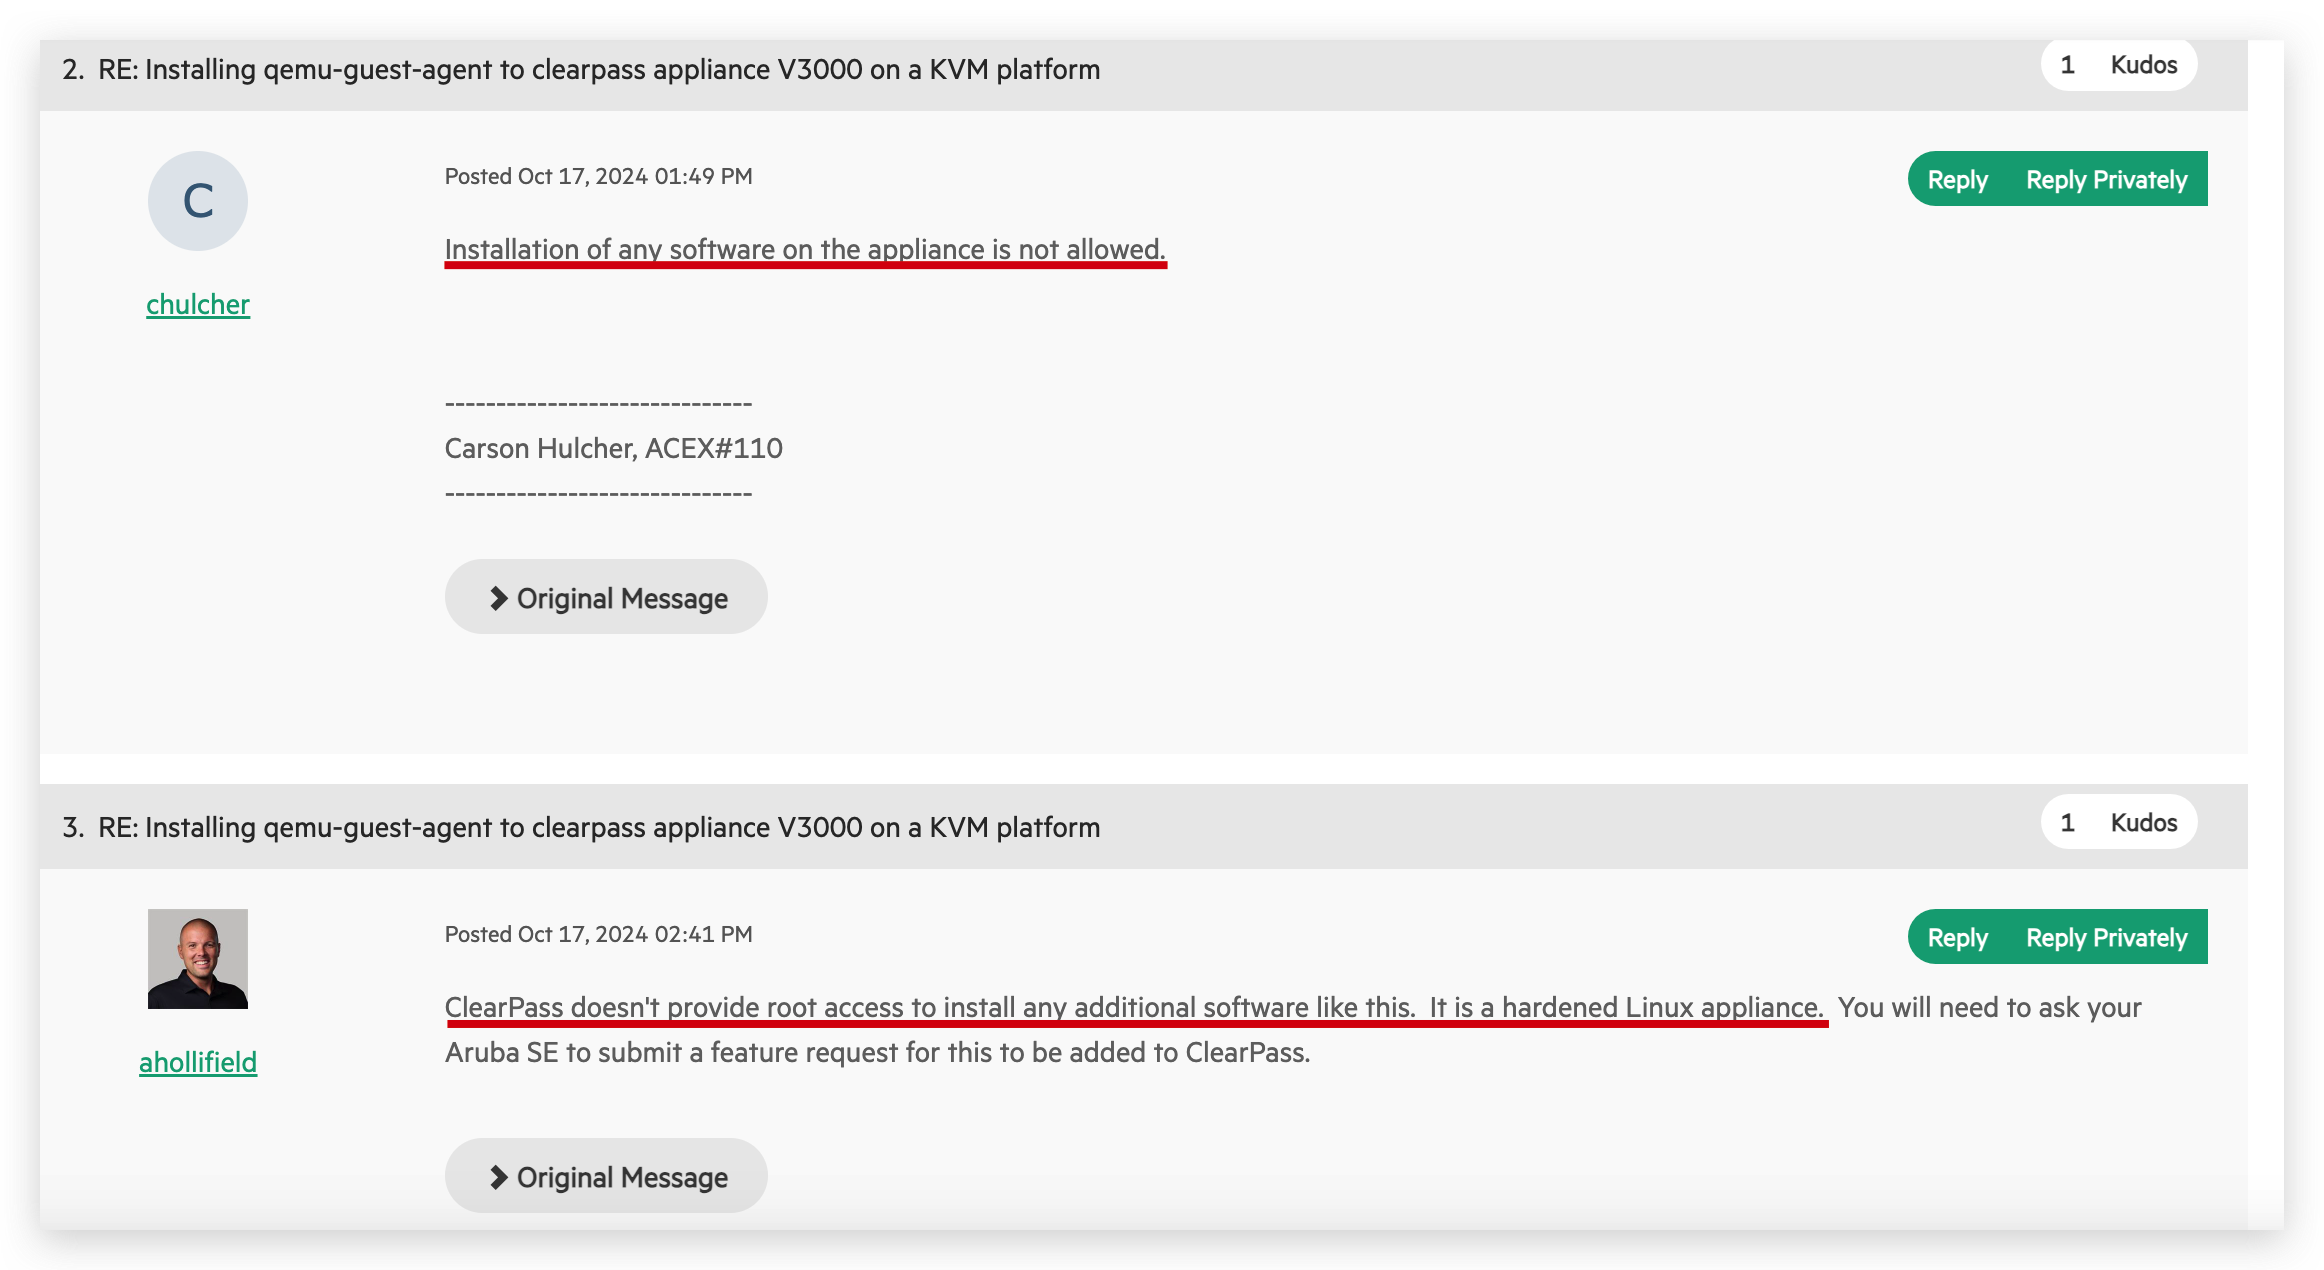 2. RE: Installing qemu-guest-agent to clearpass appliance V3000 on a KVM platform
1 Kudos
C
chulcher
Posted Oct 17, 2024 01:49 PM
Reply Reply Privately
Installation of any software on the appliance is not allowed.
------------------------------
Carson Hulcher, ACEX#110
------------------------------
Original Message
3. RE: Installing qemu-guest-agent to clearpass appliance V3000 on a KVM platform
1 Kudos
ahollifield
Posted Oct 17, 2024 02:41 PM
Reply Reply Privately
ClearPass doesn't provide root access to install any additional software like this. It is a hardened Linux appliance. You will need to ask your
Aruba SE to submit a feature request for this to be added to ClearPass.
Original Message